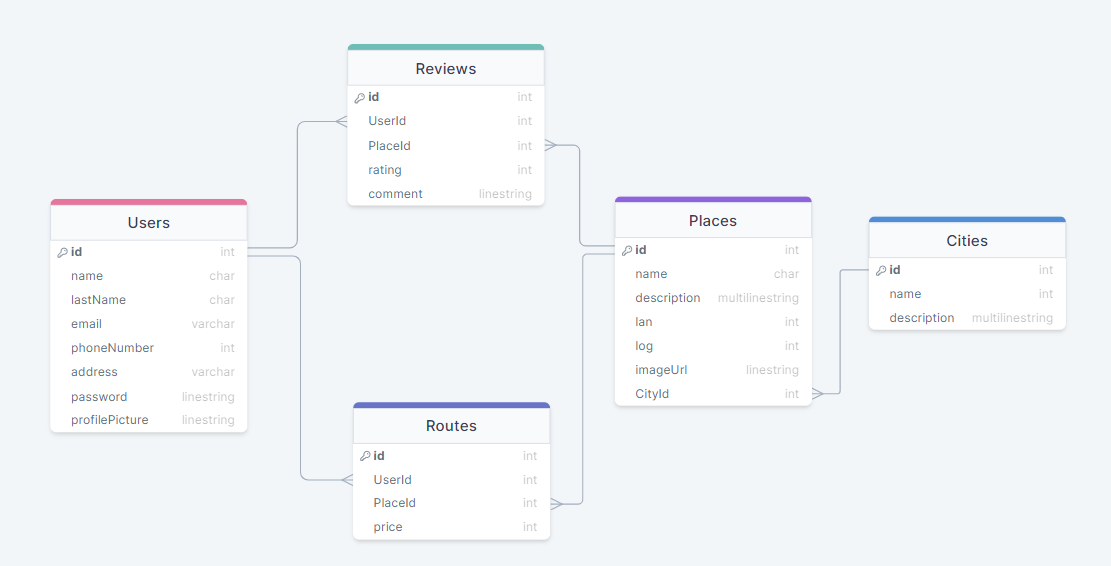 Reviews
id int
UserId int
PlaceId int
rating int
comment linestring
Users
id int
name char
lastName char
email varchar
phoneNumber int
address varchar
password linestring
profilePicture linestring
Places
id int
name char
description multilinestring
lan int
log int
imageUrl linestring
CityId int
Cities
id int
name int
description multilinestring
Routes
id int
UserId int
PlaceId int
price int